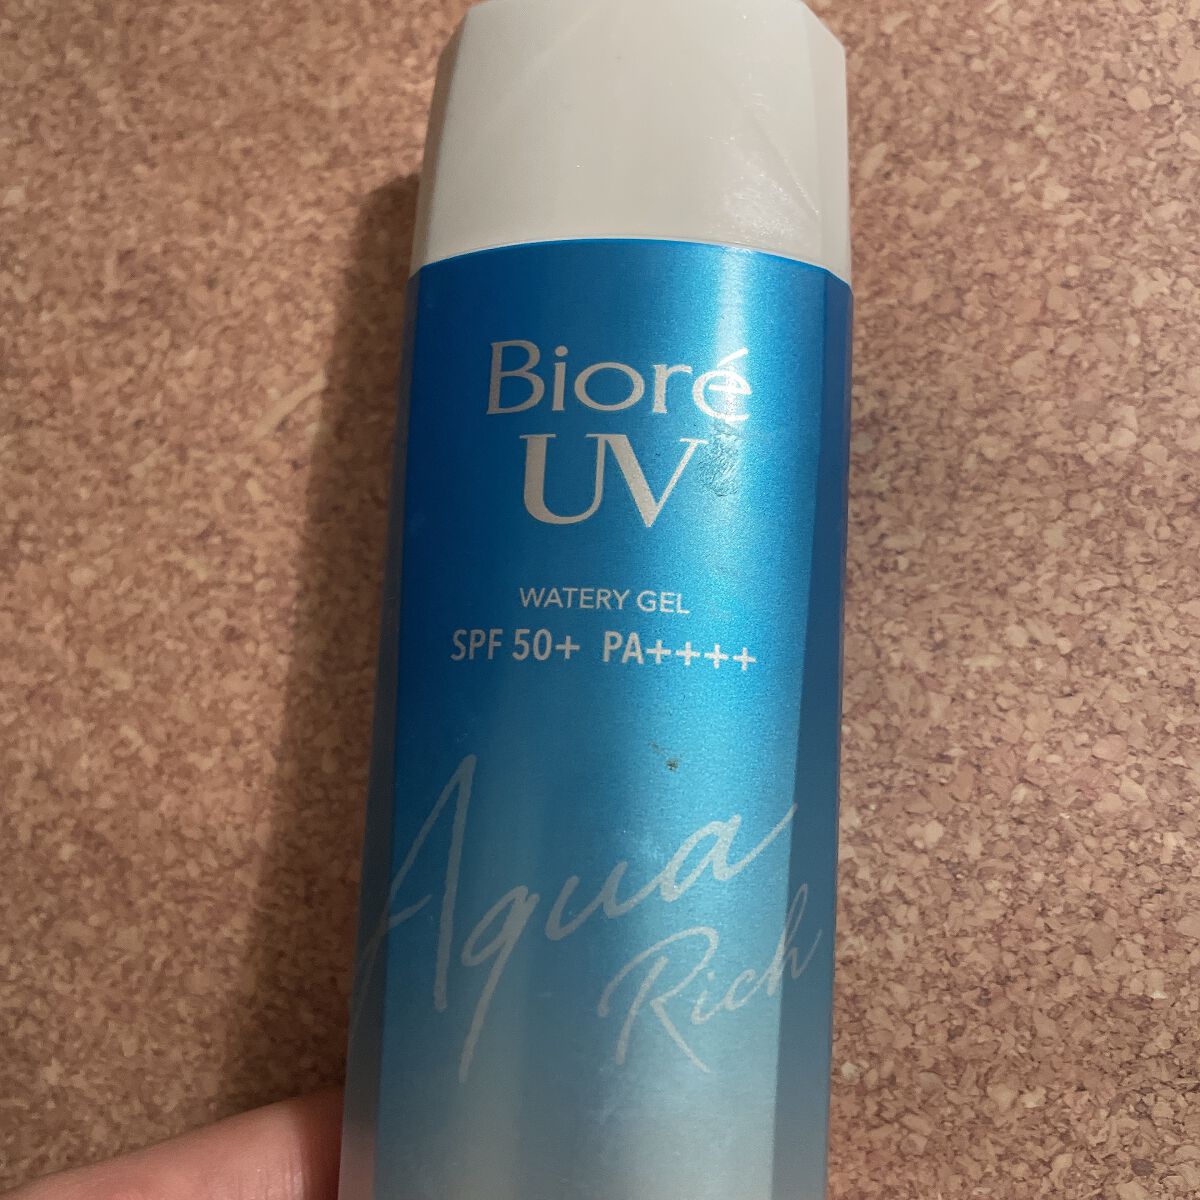 Bioré
UV
WATERY GEL
SPF 50+ PA++++
Aqua
Rich